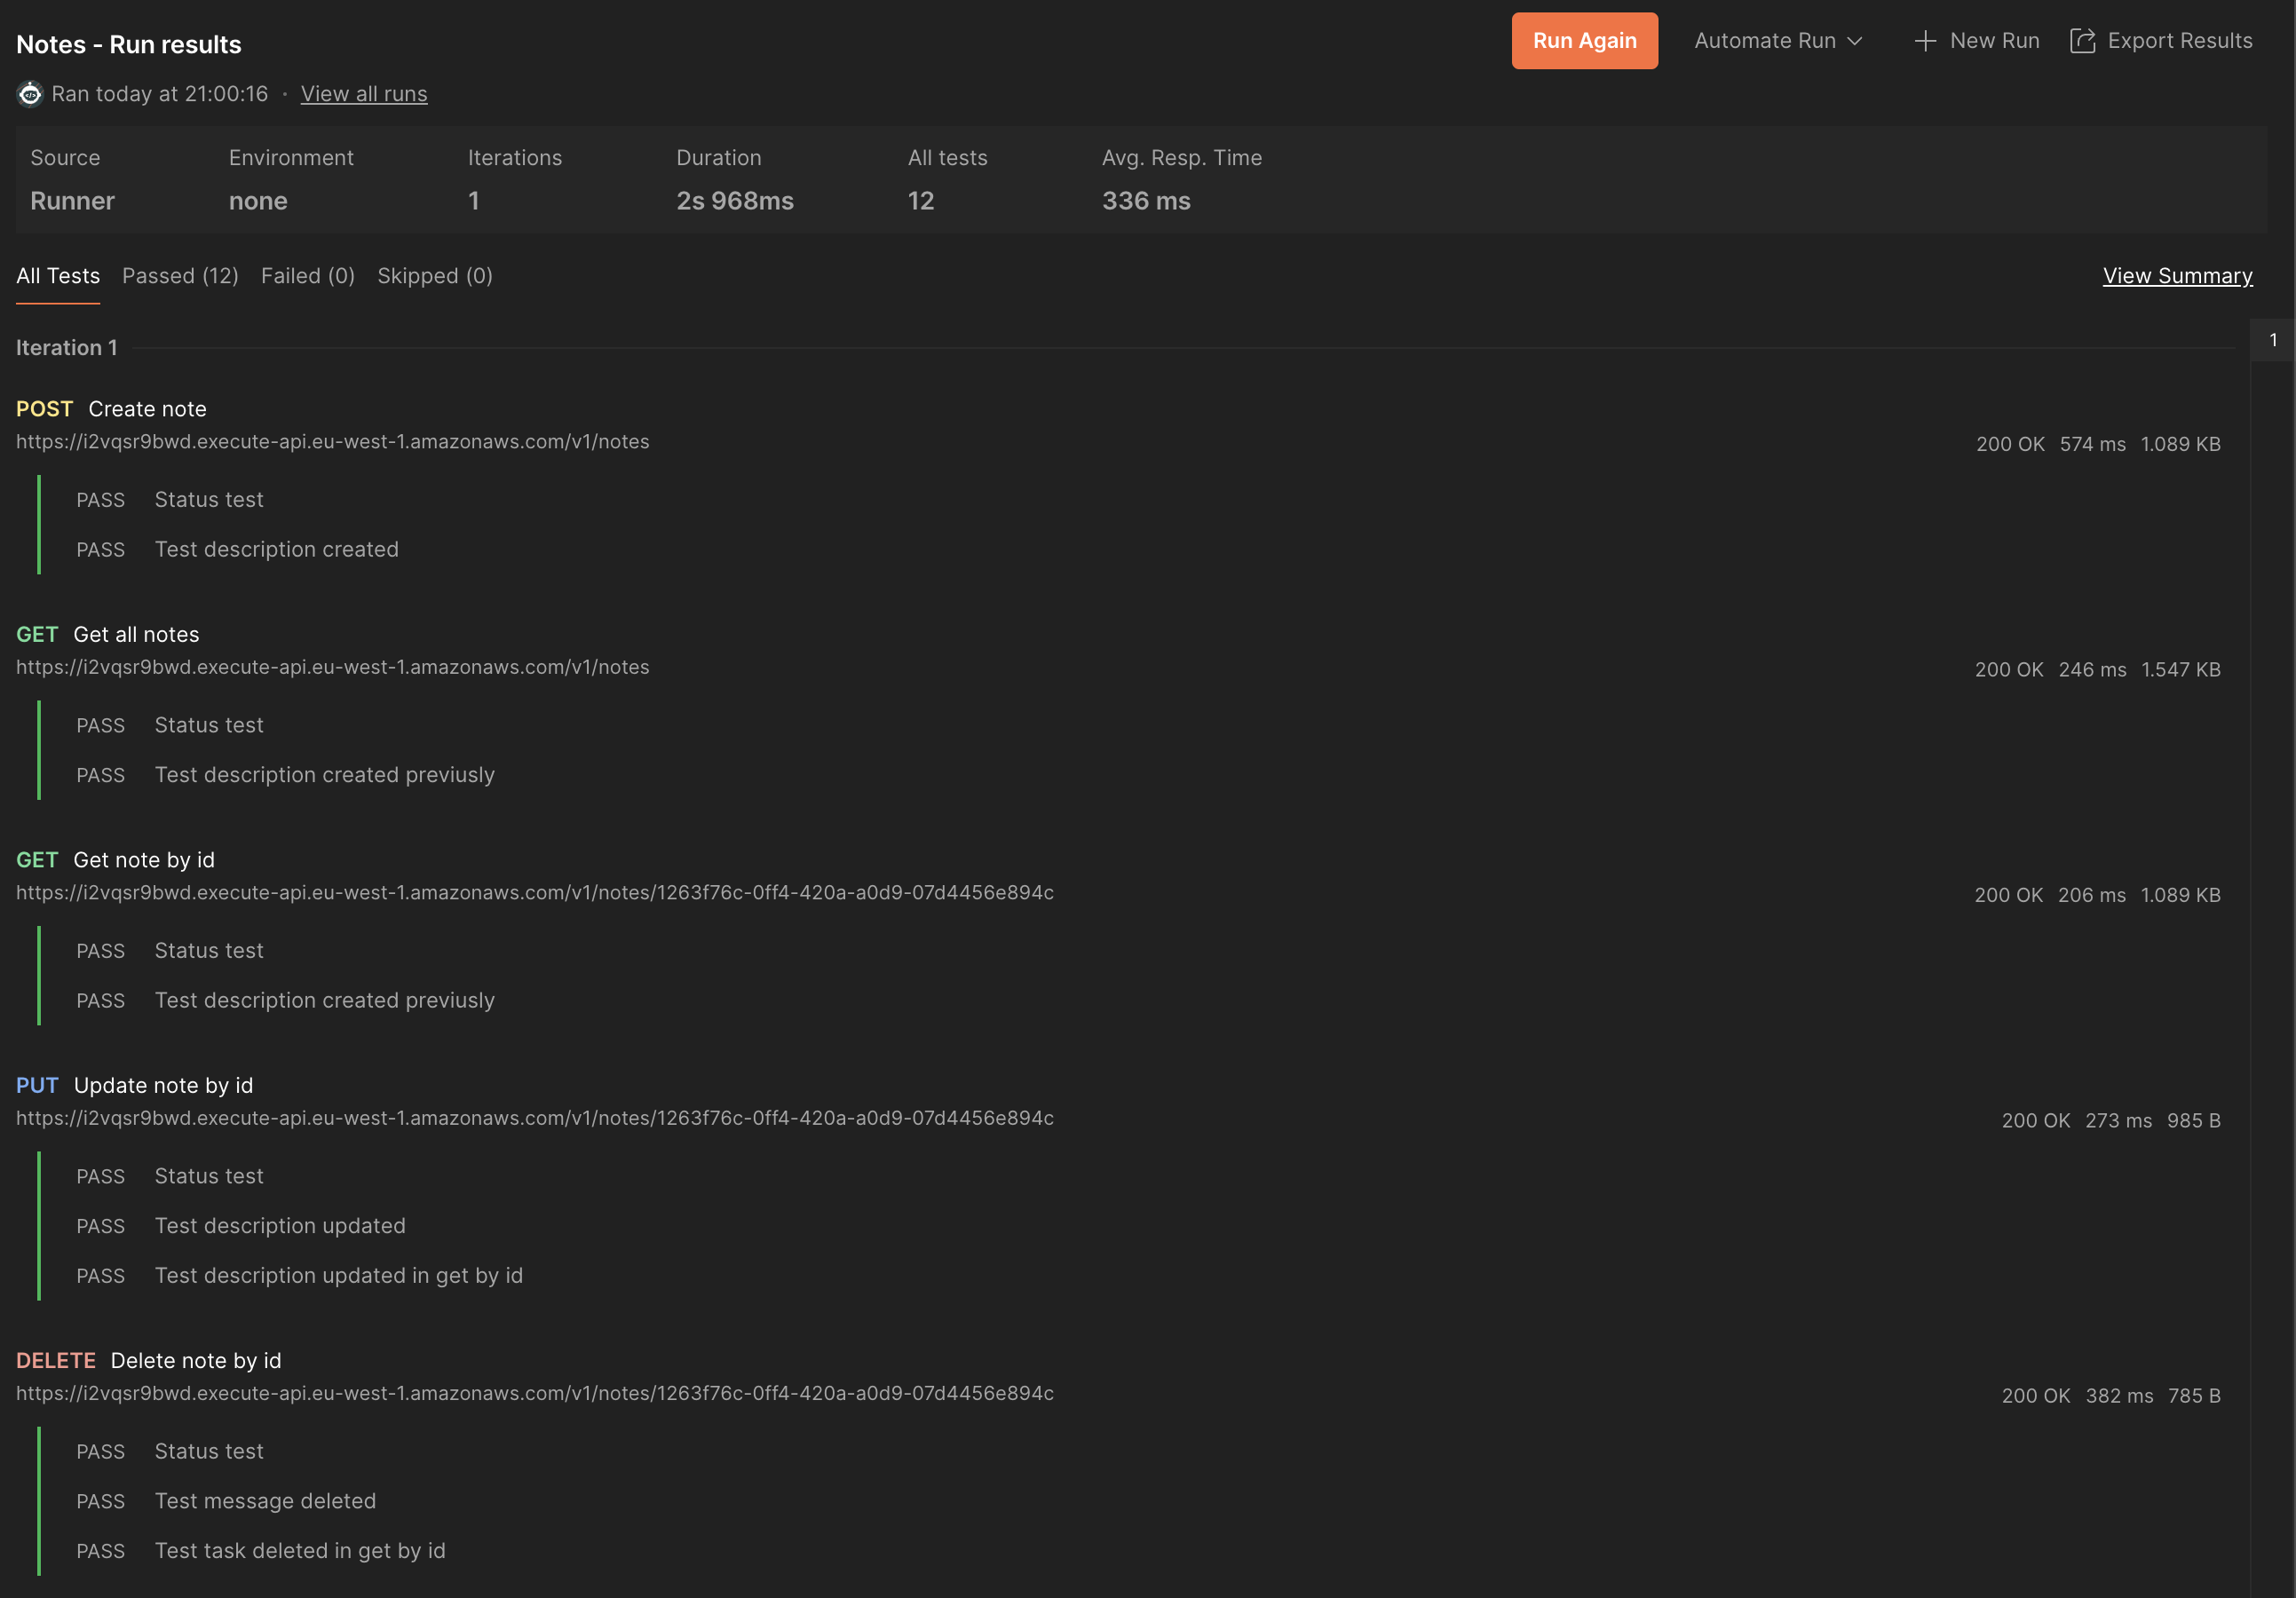 Notes - Run results
Run Again Automate Run New Run Export Results
Ran today at 21:00:16 · View all runs
Source Environment Iterations Duration All tests Avg. Resp. Time
Runner none 1 2s 968ms 12 336 ms
All Tests Passed (12) Failed (0) Skipped (0) View Summary
Iteration 1 1
POST Create note
https://i2vqsr9bwd.execute-api.eu-west-1.amazonaws.com/v1/notes 200 OK 574 ms 1.089 KB
PASS Status test
PASS Test description created
GET Get all notes
https://i2vqsr9bwd.execute-api.eu-west-1.amazonaws.com/v1/notes 200 OK 246 ms 1.547 KB
PASS Status test
PASS Test description created previusly
GET Get note by id
https://i2vqsr9bwd.execute-api.eu-west-1.amazonaws.com/v1/notes/1263f76c-0ff4-420a-a0d9-07d4456e894c 200 OK 206 ms 1.089 KB
PASS Status test
PASS Test description created previusly
PUT Update note by id
https://i2vqsr9bwd.execute-api.eu-west-1.amazonaws.com/v1/notes/1263f76c-0ff4-420a-a0d9-07d4456e894c 200 OK 273 ms 985 B
PASS Status test
PASS Test description updated
PASS Test description updated in get by id
DELETE Delete note by id
https://i2vqsr9bwd.execute-api.eu-west-1.amazonaws.com/v1/notes/1263f76c-0ff4-420a-a0d9-07d4456e894c 200 OK 382 ms 785 B
PASS Status test
PASS Test message deleted
PASS Test task deleted in get by id